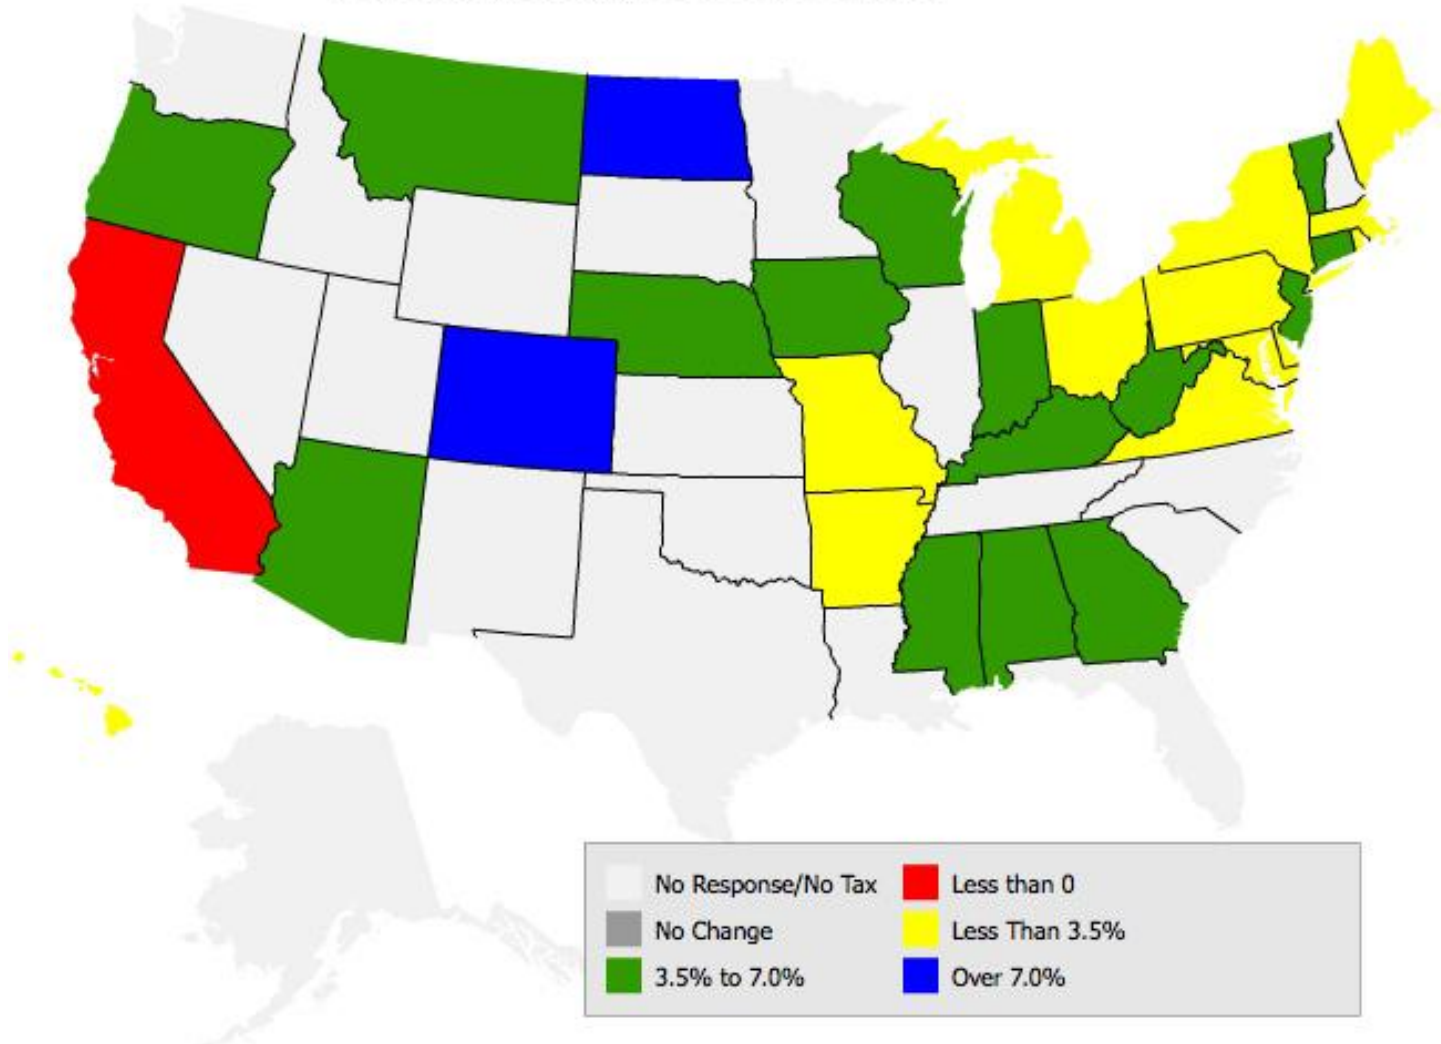 No Response/No Tax
Less than 0
No Change
Less Than 3.5%
3.5% to 7.0%
Over 7.0%